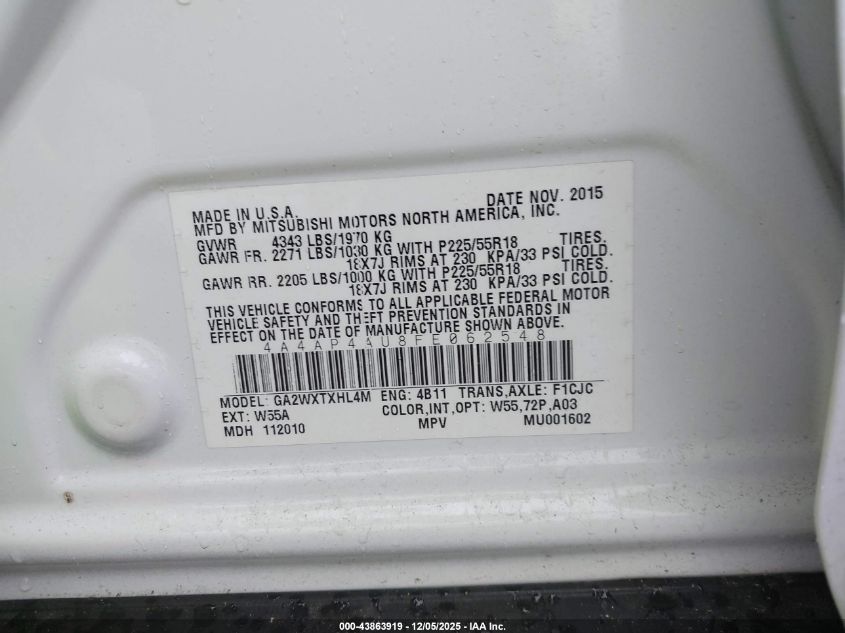 MADE IN U.S.A. DATE NOV. 2015
MFD BY MITSUBISHI MOTORS NORTH AMERICA, INC.
GVWR 4343 LBS/1970 KG
GAWR FR. 2271 LBS/1030 KG WITH P225/55R18 TIRES.
18X7J RIMS AT 230 KPA/33 PSI COLD.
GAWR RR. 2205 LBS/1000 KG WITH P225/55R18 TIRES.
18X7J RIMS AT 230 KPA/33 PSI COLD.
THIS VEHICLE CONFORMS TO ALL APPLICABLE FEDERAL MOTOR
VEHICLE SAFETY AND THEFT PREVENTION STANDARDS IN
EFFECT ON THE DATE OF MANUFACTURE SHOWN ABOVE.
4A4AP4AU8FE062548
MODEL: GA2WXTXHL4M ENG: 4B11 TRANS,AXLE: F1CJC
EXT: W55A COLOR,INT,OPT: W55,72P,A03
MDH 112010 MPV MU001602
000-43863919 - 12/05/2025 - IAA Inc.